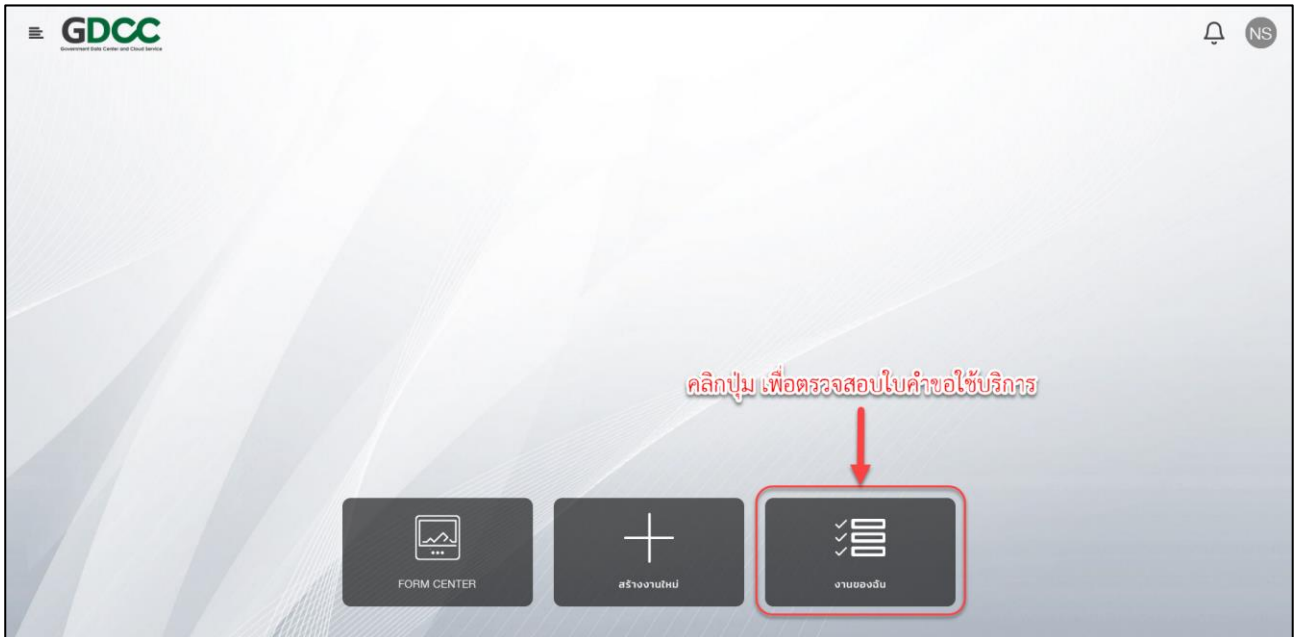 GDCC
Government Data Center and Cloud Service
NS
คลิกปุ่ม เพื่อตรวจสอบใบคำขอใช้บริการ
FORM CENTER
สร้างงานใหม่
งานของฉัน